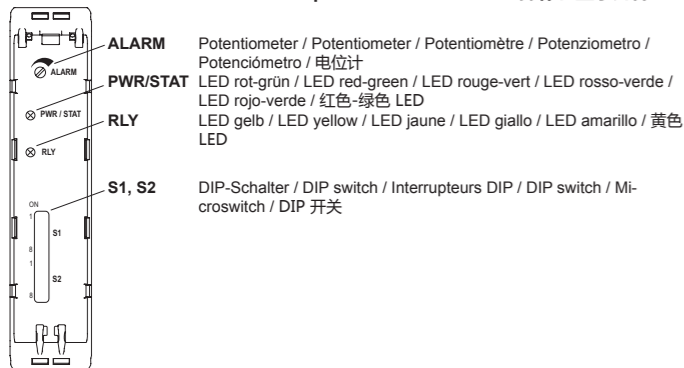 ALARM Potentiometer / Potentiometer / Potentiomètre / Potenziometro /
Potenciómetro / 电位计
PWR/STAT LED rot-grün / LED red-green / LED rouge-vert / LED rosso-verde /
LED rojo-verde / 红色-绿色 LED
RLY LED gelb / LED yellow / LED jaune / LED giallo / LED amarillo / 黄色
LED
S1, S2 DIP-Schalter / DIP switch / Interrupteurs DIP / DIP switch / Mi-
croswitch / DIP 开关
ALARM
PWR / STAT
RLY
ON
1
S1
8
1
S2
8